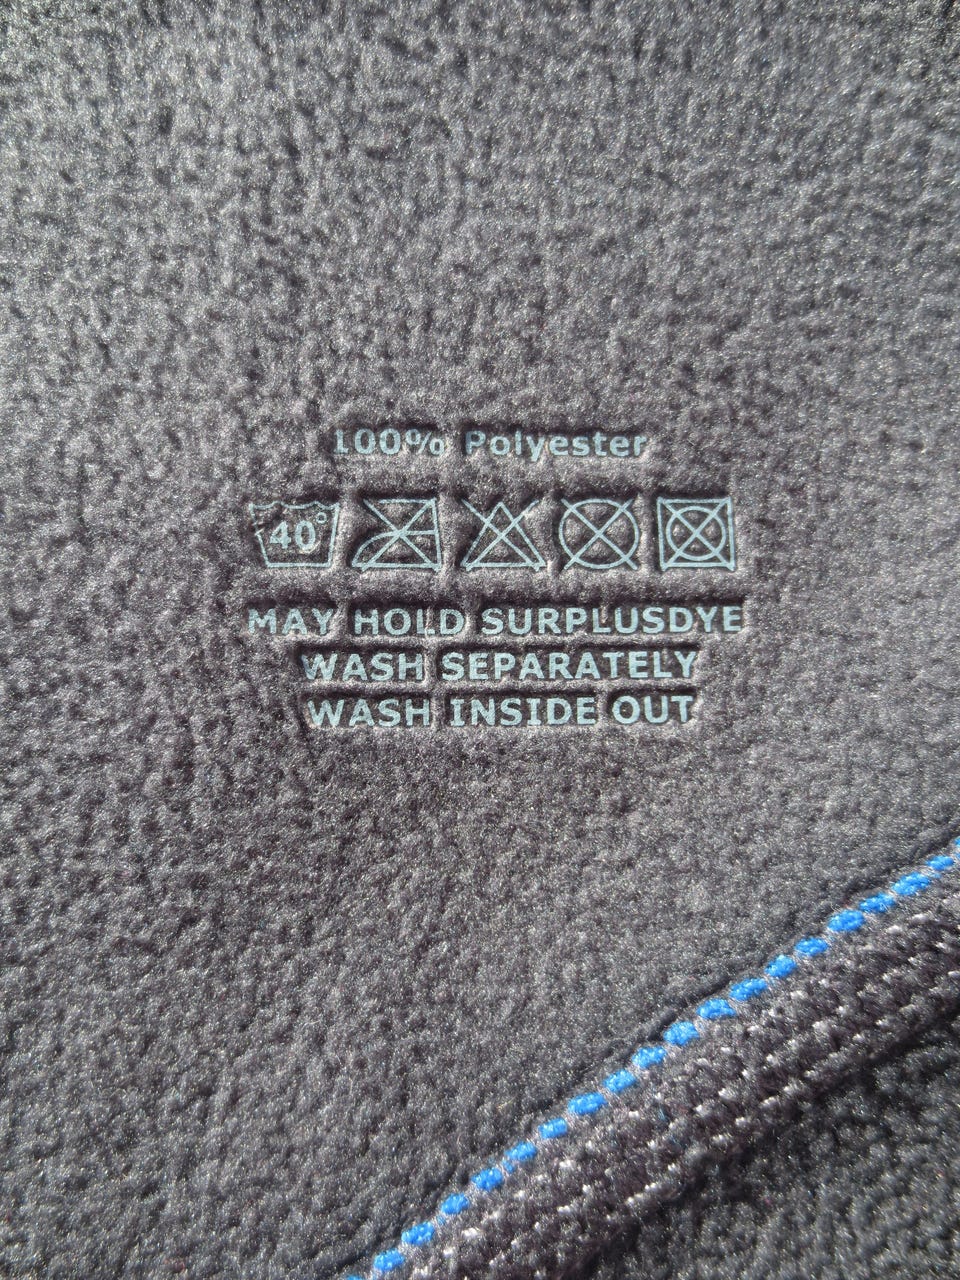 100% Polyester
40°
MAY HOLD SURPLUSDYE
WASH SEPARATELY
WASH INSIDE OUT